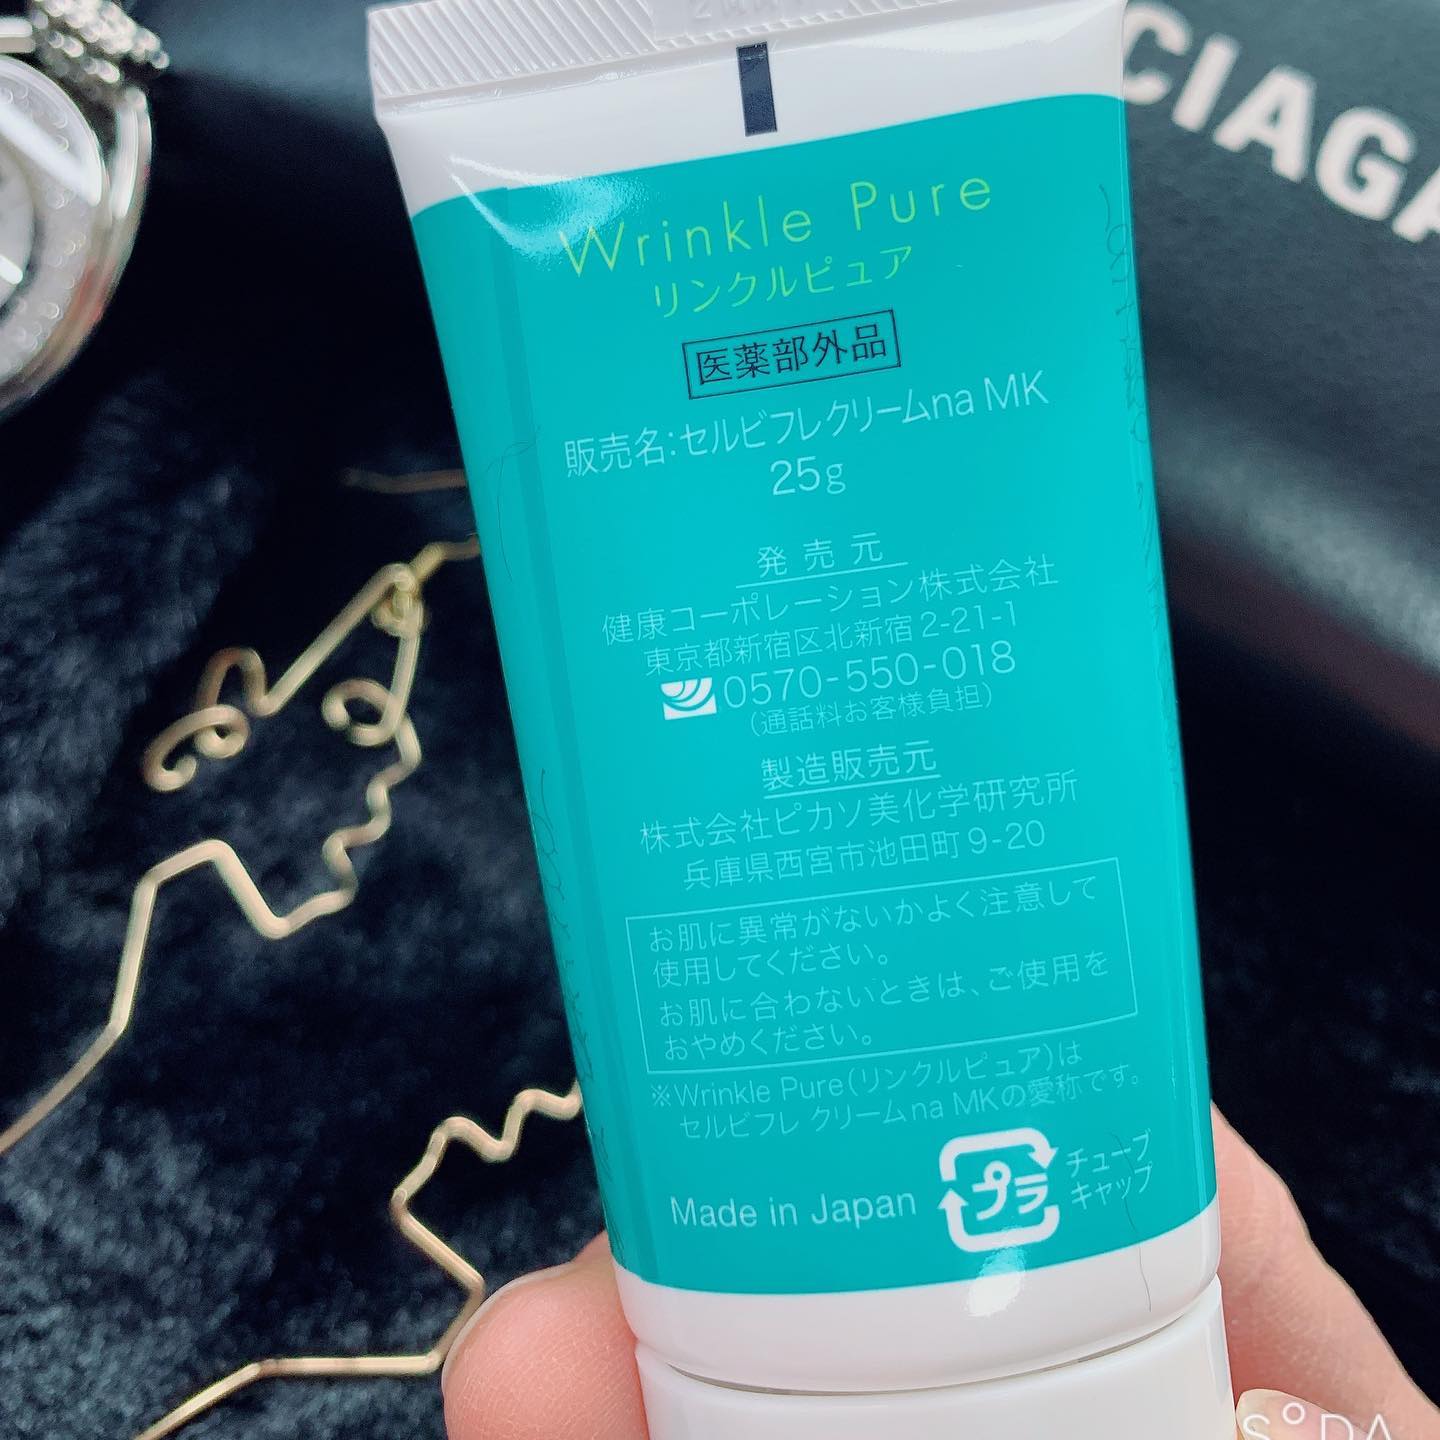 CIAGA
Wrinkle Pure
リンクルピュア
医薬部外品
販売名:セルビフレクリームna MK
25g
発売元
健康コーポレーション株式会社
東京都新宿区北新宿2-21-1
0570-550-018
(通話料お客様負担)
製造販売元
株式会社ピカソ美化学研究所
兵庫県西宮市池田町9-20
お肌に異常がないかよく注意して
使用してください。
お肌に合わないときは、ご使用を
おやめください。
※Wrinkle Pure(リンクルピュア)は
セルビフレ クリームna MKの愛称です。
Made in Japan
プラ
チューブ
キャップ
SODA